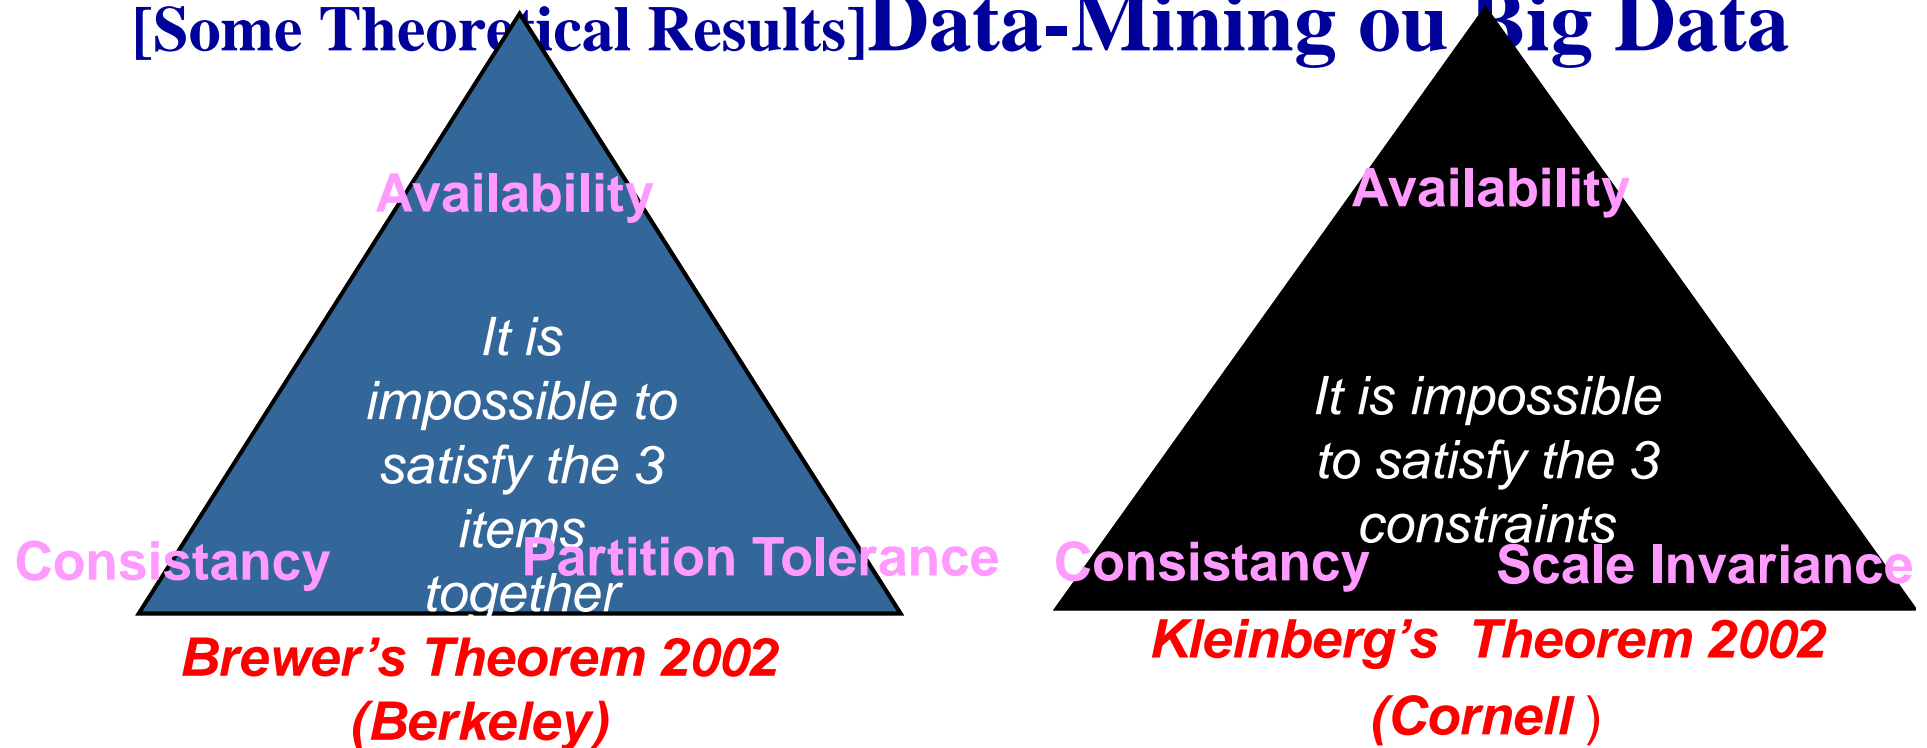 [Some Theoretical Results]Data-Mining ou Big Data
Availability
It is
impossible to
satisfy the 3
items
together
Consistancy
Partition Tolerance
Brewer’s Theorem 2002
(Berkeley)
Availability
It is impossible
to satisfy the 3
constraints
Consistancy
Scale Invariance
Kleinberg’s Theorem 2002
(Cornell )